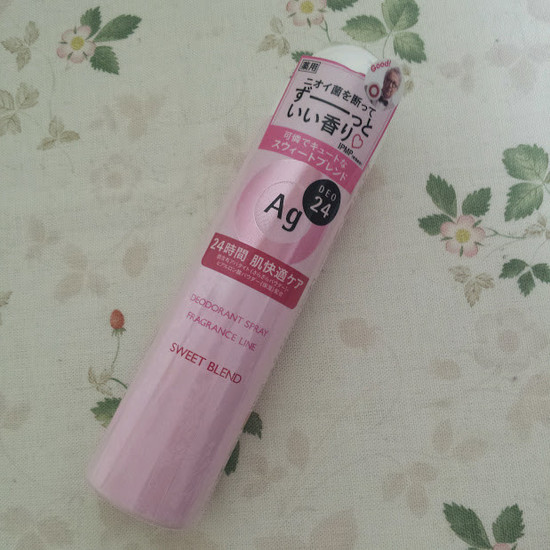 薬用
Good!
ニオイ菌を断って
ずーーっと
いい香り♡
IPMP
可憐でキュートな
スウィートブレンド
Ag
DEO
24
24時間 肌快適ケア
DEODORANT SPRAY
FRAGRANCE LINE
SWEET BLEND